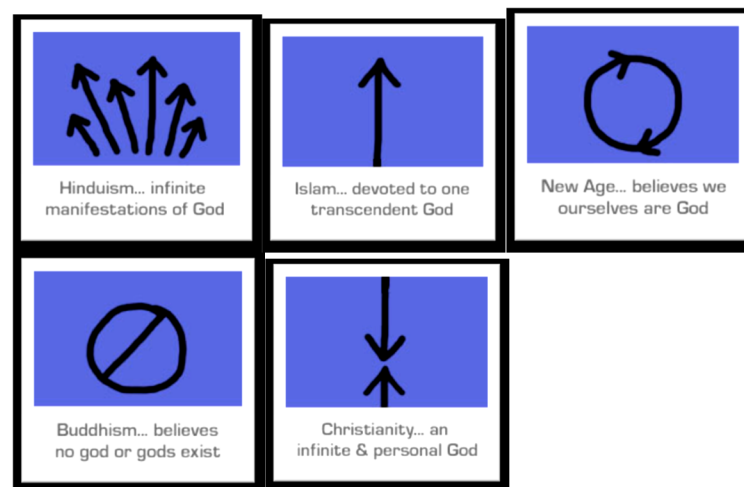 Hinduism... infinite
manifestations of God
Islam... devoted to one
transcendent God
New Age... believes we
ourselves are God
Buddhism... believes
no god or gods exist
Christianity... an
infinite & personal God